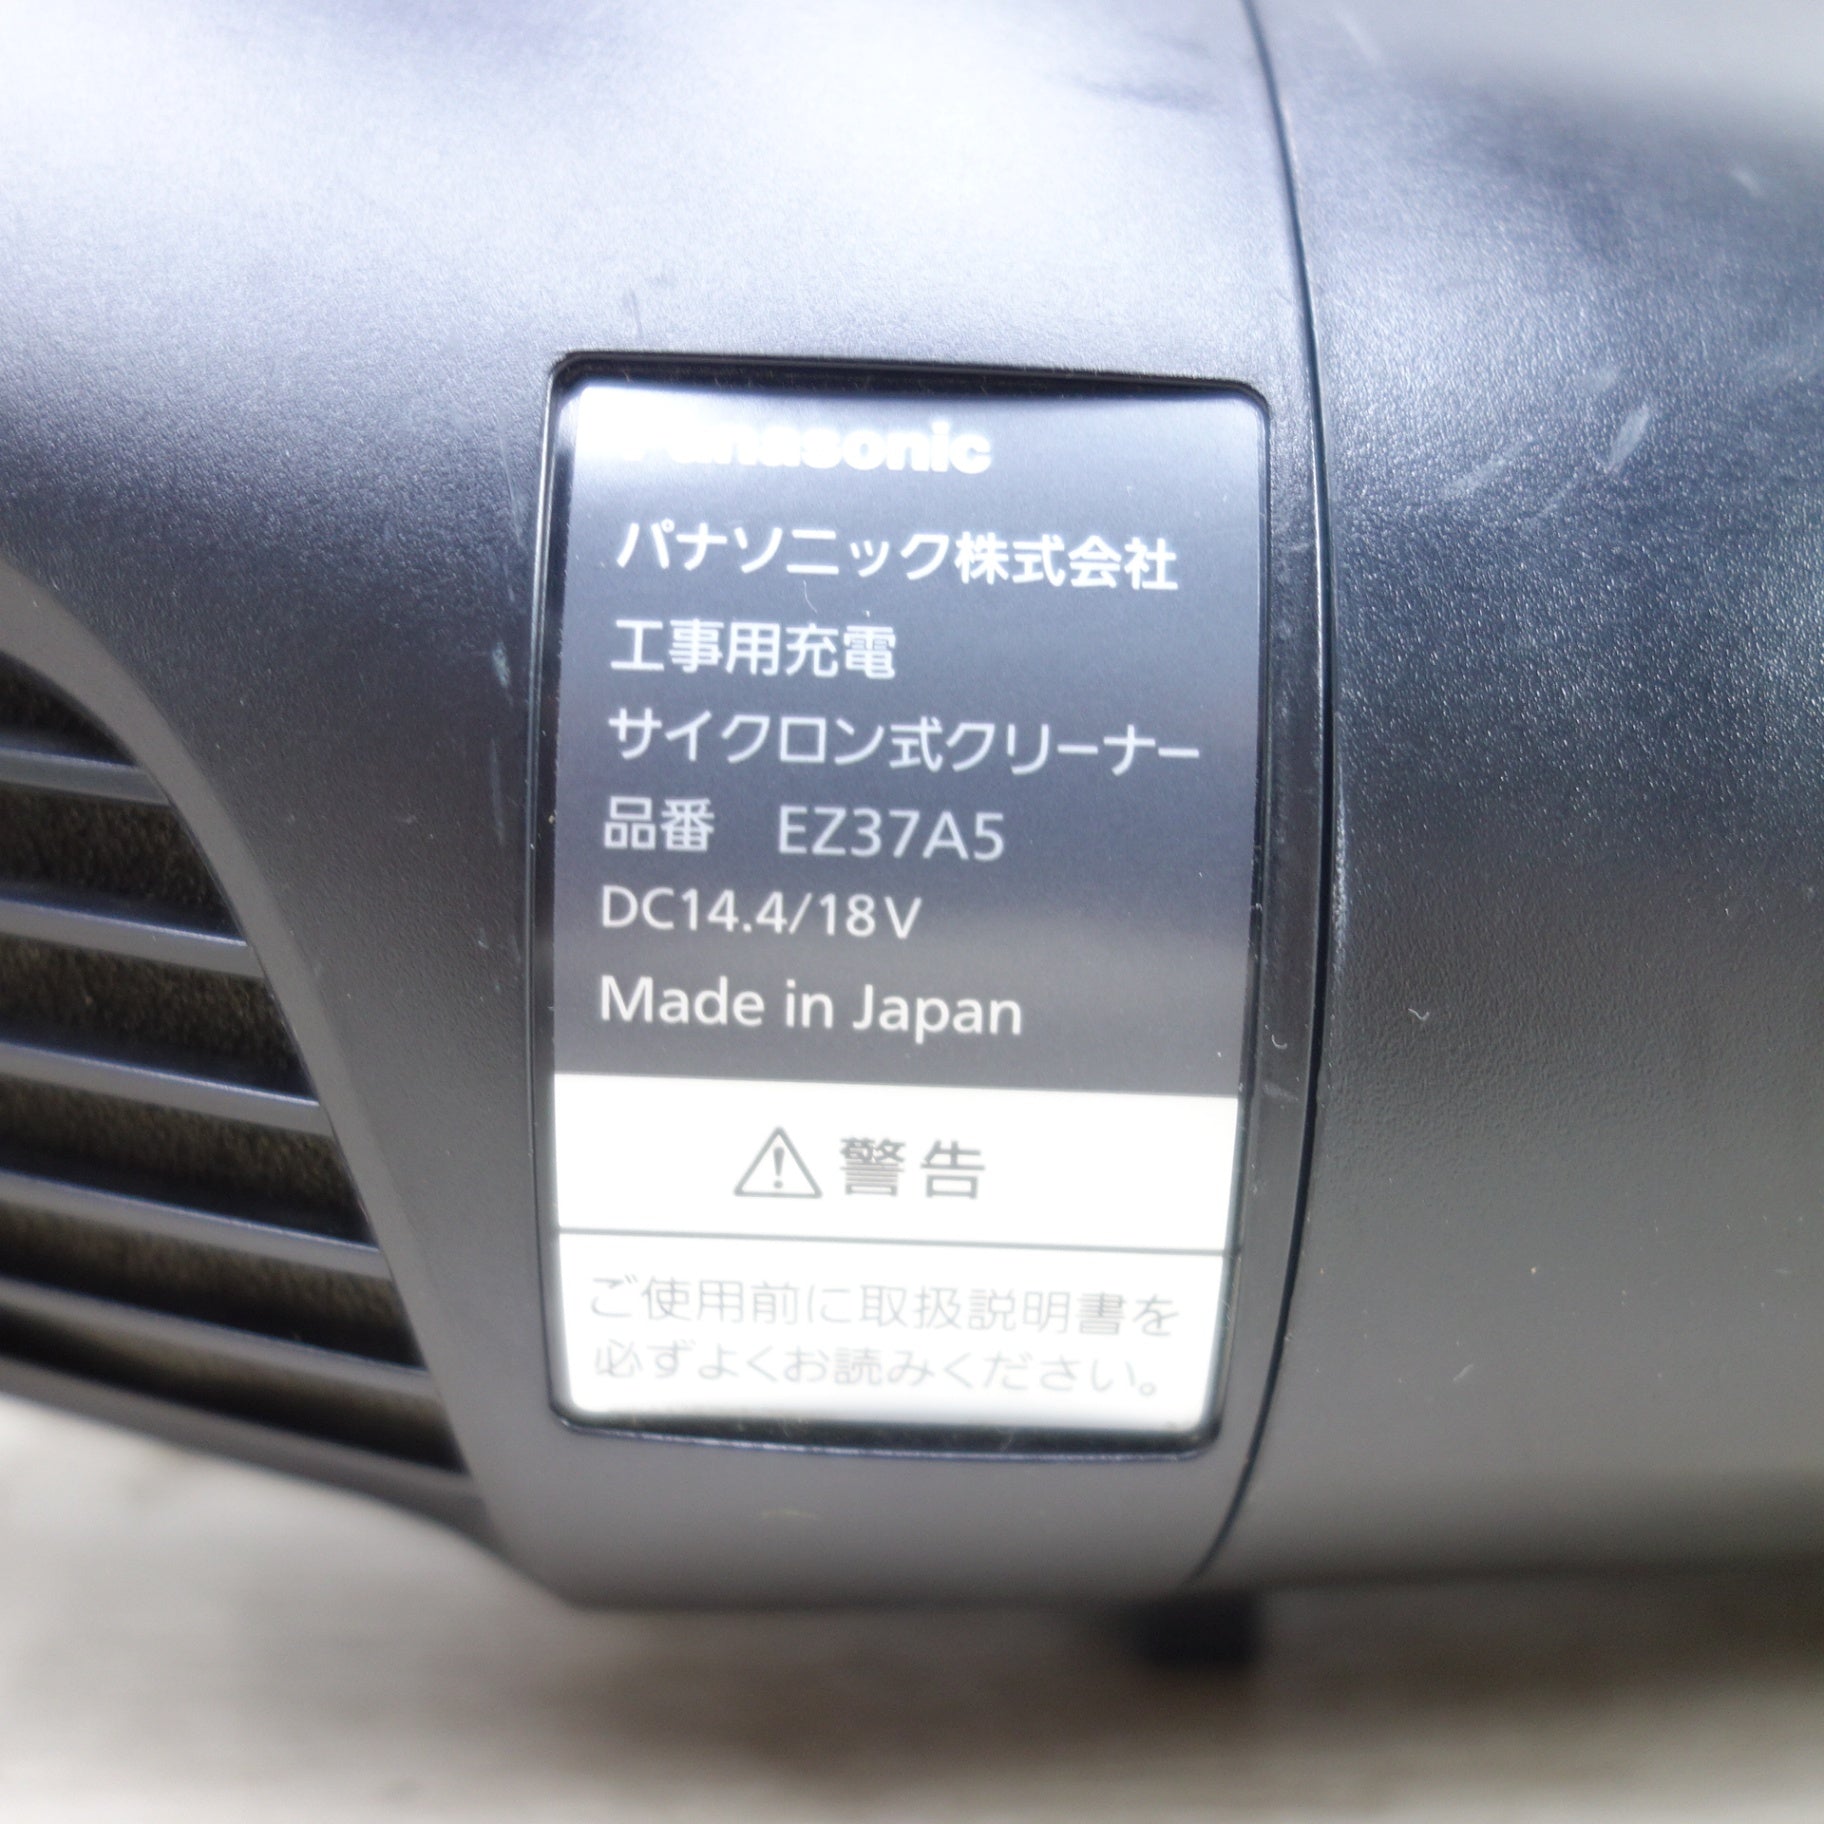 Panasonic
パナソニック株式会社
工事用充電
サイクロン式クリーナー
品番 EZ37A5
DC14.4/18V
Made in Japan
警告
ご使用前に取扱説明書を
必ずよくお読みください。